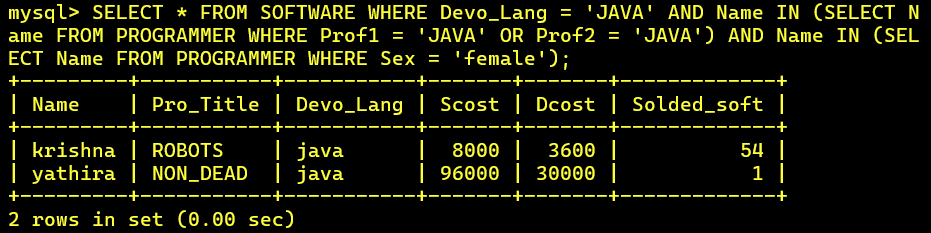 mysql> SELECT * FROM SOFTWARE WHERE Devo_Lang = 'JAVA' AND Name IN (SELECT N
ame FROM PROGRAMMER WHERE Prof1 = 'JAVA' OR Prof2 = 'JAVA') AND Name IN (SEL
ECT Name FROM PROGRAMMER WHERE Sex = 'female');
+---------+-----------+-----------+-------+-------+-------------+
| Name    | Pro_Title | Devo_Lang | Scost | Dcost | Solded_soft |
+---------+-----------+-----------+-------+-------+-------------+
| krishna | ROBOTS    | java      |  8000 |  3600 |          54 |
| yathira | NON_DEAD  | java      | 96000 | 30000 |           1 |
+---------+-----------+-----------+-------+-------+-------------+
2 rows in set (0.00 sec)